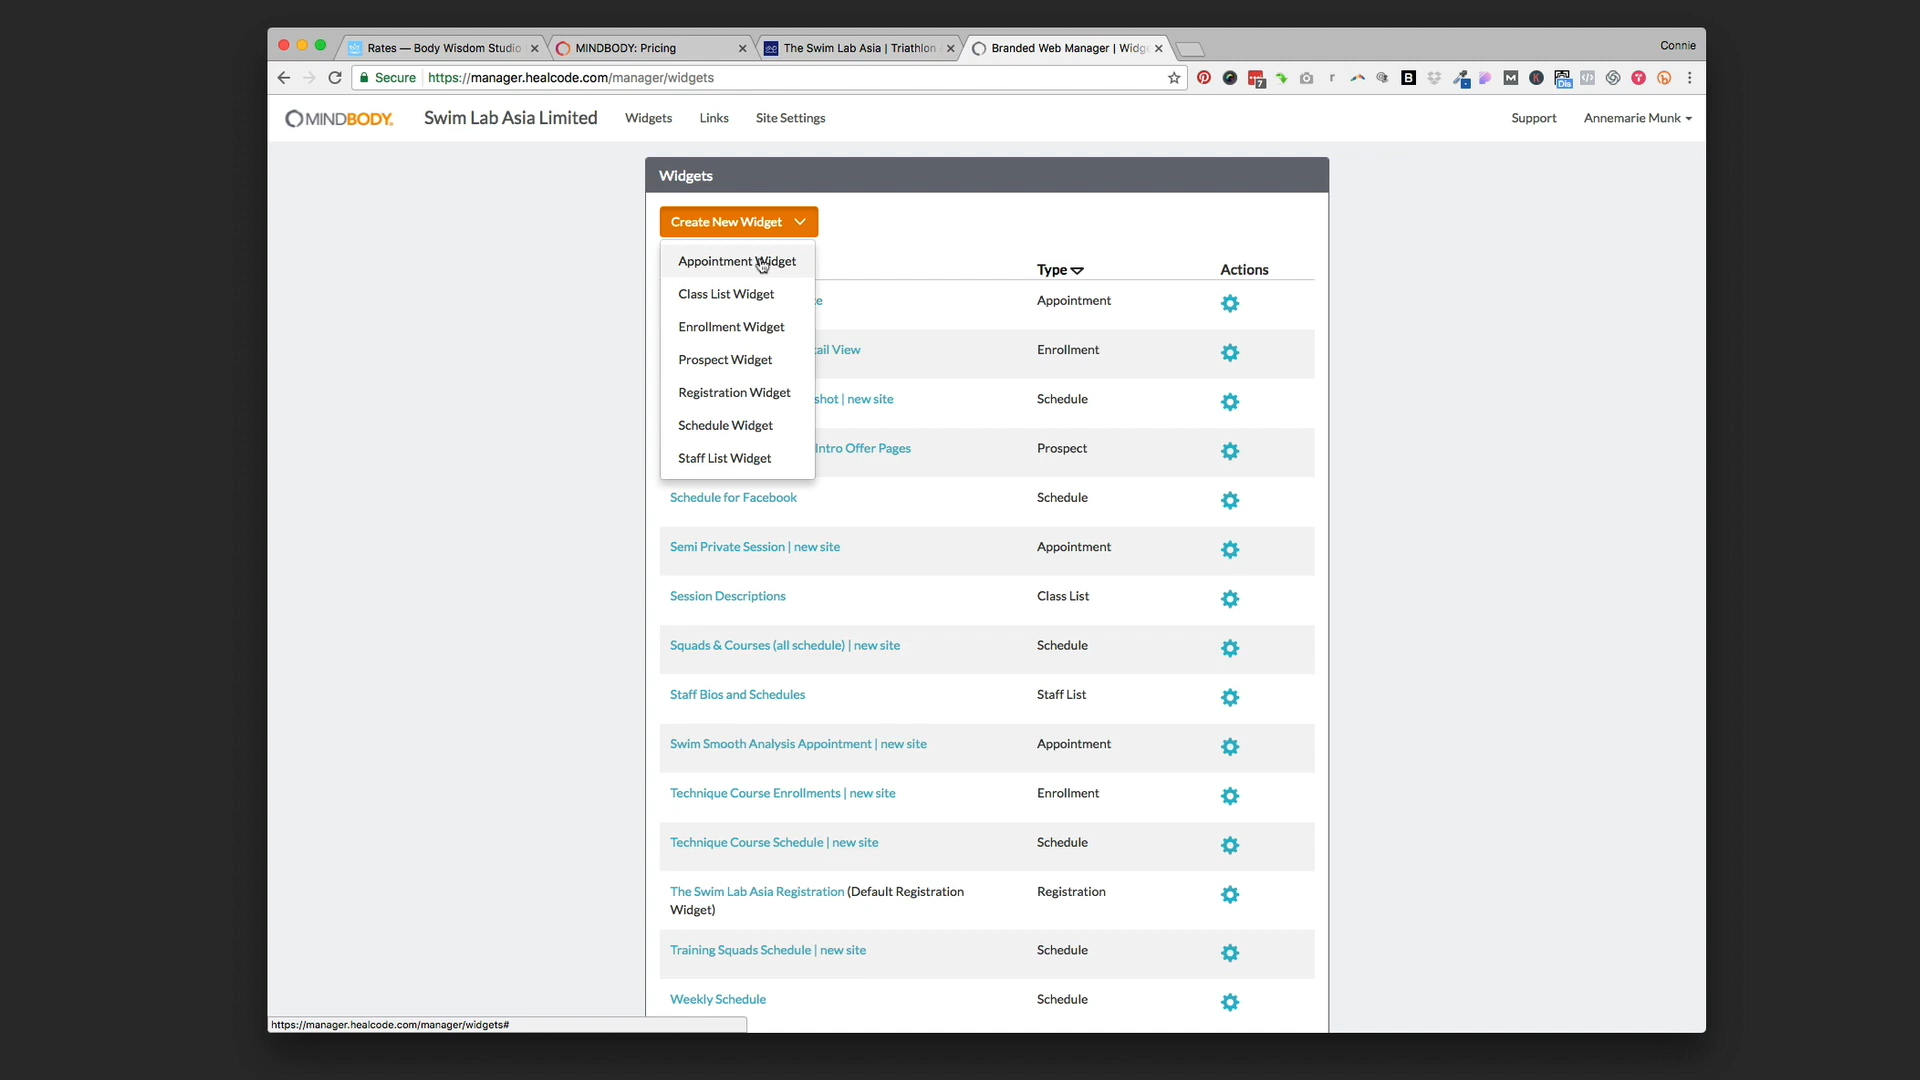 Rates — Body Wisdom Studio
MINDBODY: Pricing
The Swim Lab Asia | Triathlon
Branded Web Manager | Widg
Connie
Secure
https://manager.healcode.com/manager/widgets
MINDBODY
Swim Lab Asia Limited
Widgets
Links
Site Settings
Support
Annemarie Munk
Widgets
Create New Widget
Appointment Widget
Class List Widget
Enrollment Widget
Prospect Widget
Registration Widget
Schedule Widget
Staff List Widget
Type
Actions
Appointment
ail View
Enrollment
shot | new site
Schedule
Intro Offer Pages
Prospect
Schedule for Facebook
Schedule
Semi Private Session | new site
Appointment
Session Descriptions
Class List
Squads & Courses (all schedule) | new site
Schedule
Staff Bios and Schedules
Staff List
Swim Smooth Analysis Appointment | new site
Appointment
Technique Course Enrollments | new site
Enrollment
Technique Course Schedule | new site
Schedule
The Swim Lab Asia Registration (Default Registration
Widget)
Registration
Training Squads Schedule | new site
Schedule
Weekly Schedule
Schedule
https://manager.healcode.com/manager/widgets#